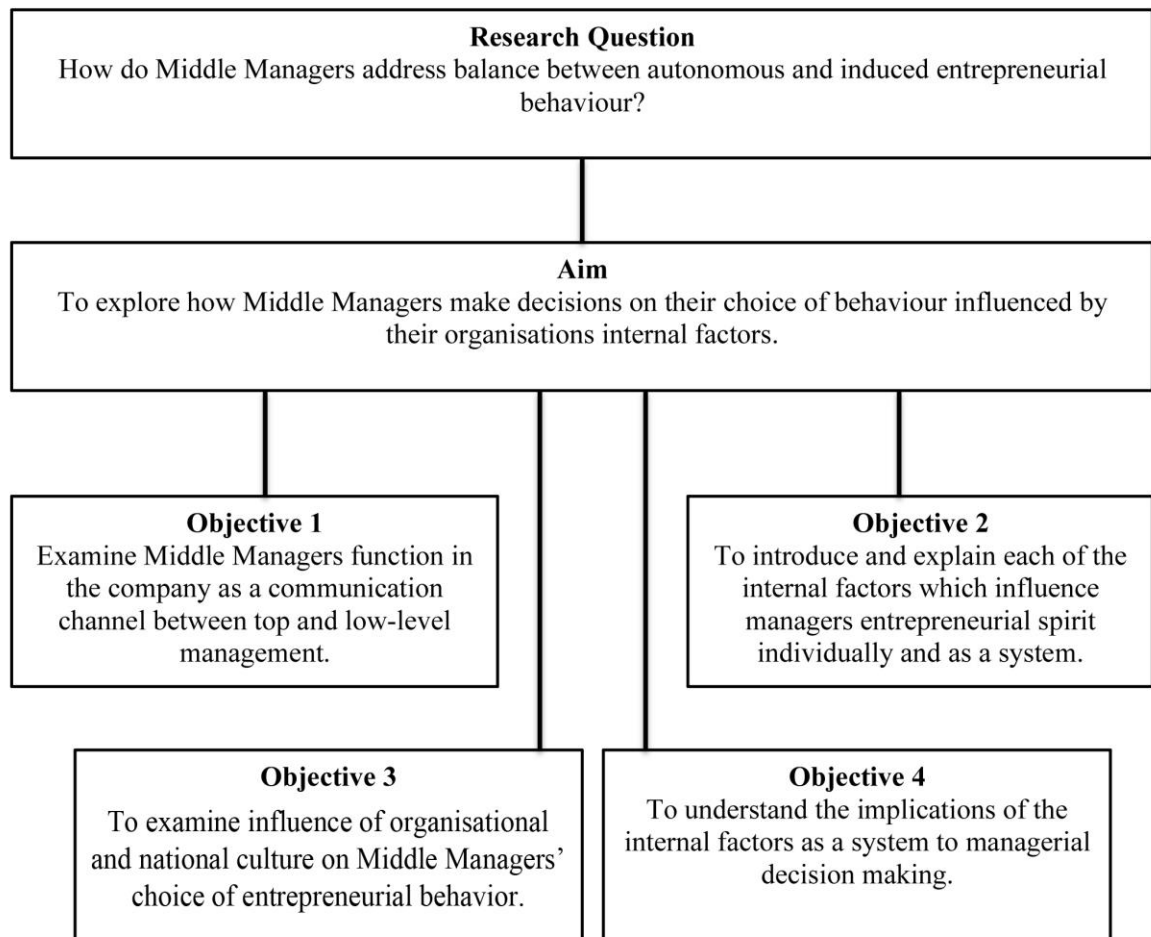 Research Question
How do Middle Managers address balance between autonomous and induced entrepreneurial
behaviour?
Aim
To explore how Middle Managers make decisions on their choice of behaviour influenced by
their organisations internal factors.
Objective 1
Examine Middle Managers function in
the company as a communication
channel between top and low-level
management.
Objective 2
To introduce and explain each of the
internal factors which influence
managers entrepreneurial spirit
individually and as a system.
Objective 3
To examine influence of organisational
and national culture on Middle Managers’
choice of entrepreneurial behavior.
Objective 4
To understand the implications of the
internal factors as a system to managerial
decision making.